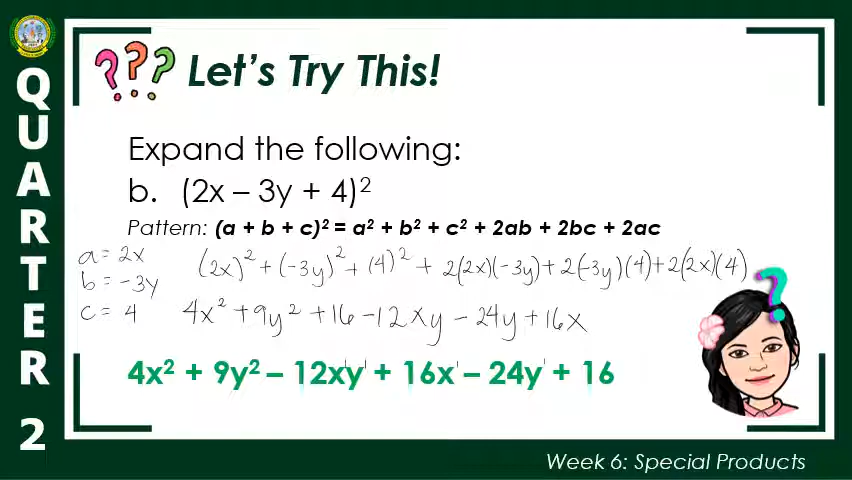 QUARTER 2
??? Let's Try This!
Expand the following:
b. (2x – 3y + 4)²
Pattern: (a + b + c)² = a² + b² + c² + 2ab + 2bc + 2ac
a = 2x
b = -3y
c = 4
(2x)² + (-3y)² + (4)² + 2(2x)(-3y) + 2(-3y)(4) + 2(2x)(4)
4x² + 9y² + 16 - 12xy - 24y + 16x
4x² + 9y² – 12xy + 16x – 24y + 16
?
Week 6: Special Products